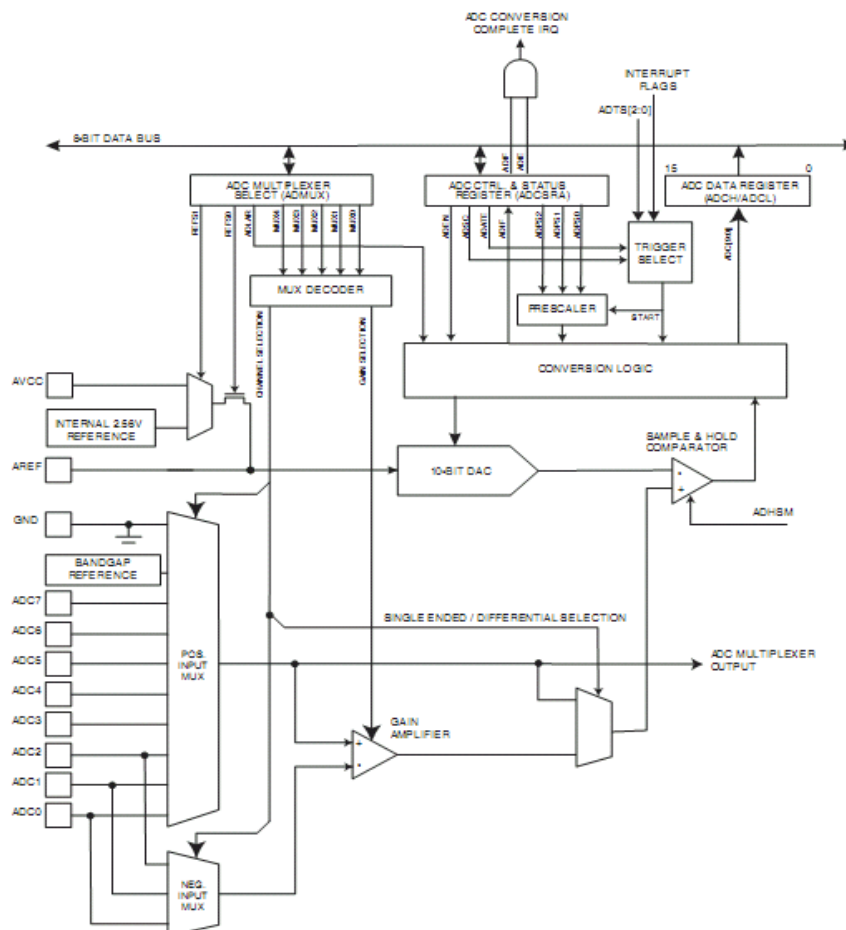 ADC CONVERSION
COMPLETE IRQ
INTERRUPT
FLAGS
ADTS[2:0]
8-BIT DATA BUS
ADIF
ADIE
15
0
ADC MULTIPLEXER
SELECT (ADMUX)
ADC CTRL. & STATUS
REGISTER (ADCSRA)
ADC DATA REGISTER
(ADCH/ADCL)
REFS1
REFS0
ADLAR
MUX4
MUX3
MUX2
MUX1
MUX0
ADEN
ADSC
ADATE
ADIF
ADPS2
ADPS1
ADPS0
ADC[9:0]
TRIGGER
SELECT
MUX DECODER
PRESCALER
START
CHANNEL SELECTION
GAIN SELECTION
CONVERSION LOGIC
AVCC
INTERNAL 2.56V
REFERENCE
AREF
10-BIT DAC
SAMPLE & HOLD
COMPARATOR
-
+
ADHSM
GND
BANDGAP
REFERENCE
ADC7
ADC6
ADC5
ADC4
ADC3
ADC2
ADC1
ADC0
POS.
INPUT
MUX
SINGLE ENDED / DIFFERENTIAL SELECTION
ADC MULTIPLEXER
OUTPUT
GAIN
AMPLIFIER
+
-
NEG.
INPUT
MUX